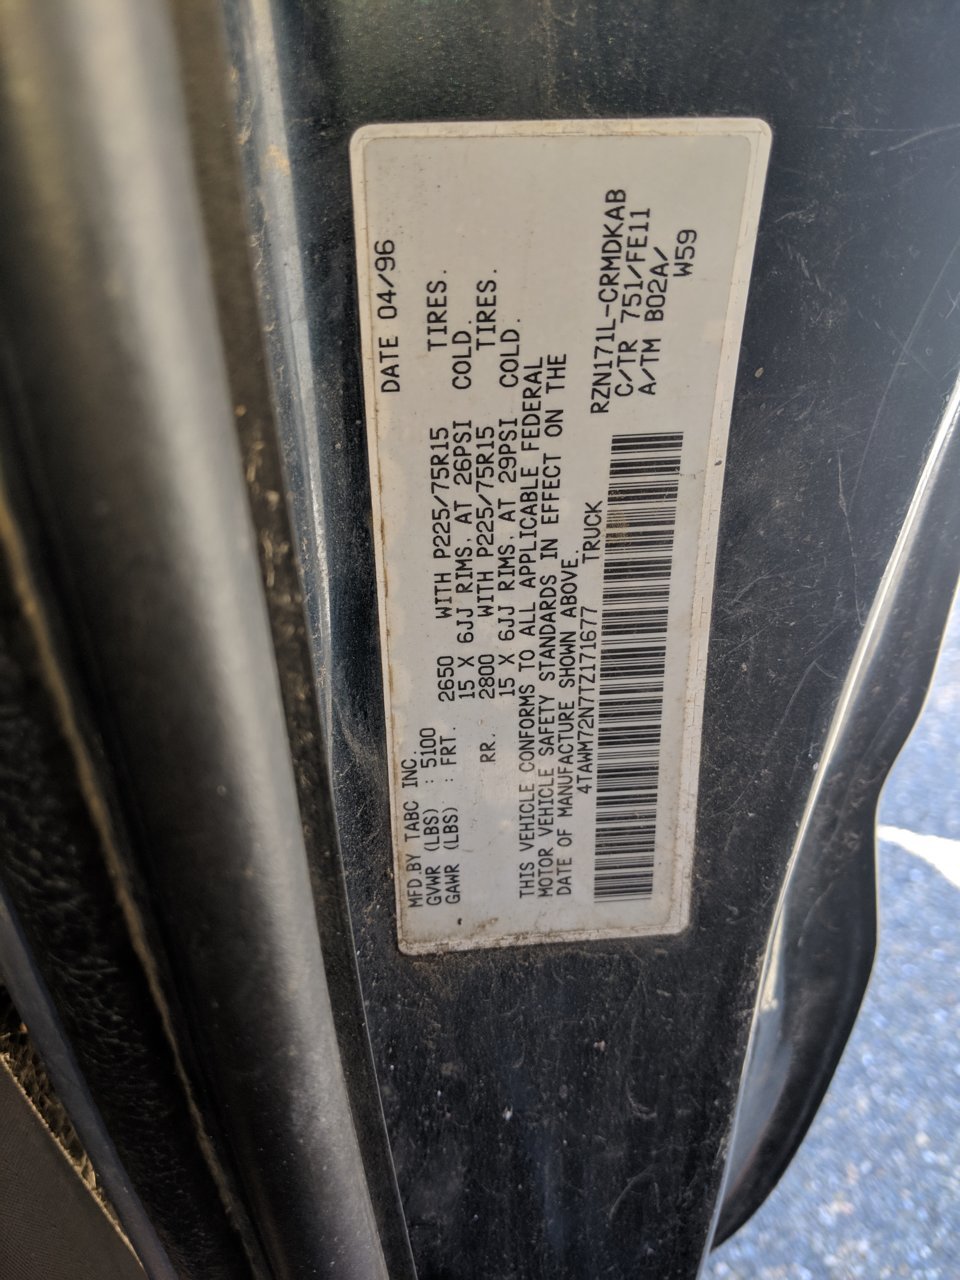 MFD.BY TABC INC. DATE 04/96
GVWR (LBS) : 5100
GAWR (LBS) : FRT. 2650 WITH P225/75R15 TIRES.
15 X 6JJ RIMS. AT 26PSI COLD.
RR. 2800 WITH P225/75R15 TIRES.
15 X 6JJ RIMS. AT 29PSI COLD.
THIS VEHICLE CONFORMS TO ALL APPLICABLE FEDERAL
MOTOR VEHICLE SAFETY STANDARDS IN EFFECT ON THE
DATE OF MANUFACTURE SHOWN ABOVE.
4TAWM72N7TZ171677 TRUCK
RZN171L-CRMDKAB
C/TR 751/FE11
A/TM B02A/
W59